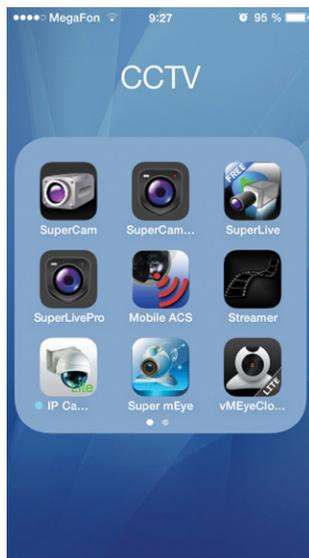 MegaFon 9:27 95 %
CCTV
SuperCam SuperCam... SuperLive
FREE
SuperLivePro Mobile ACS Streamer
Lite
IP Ca... Super mEye vMEyeClo...
LITE